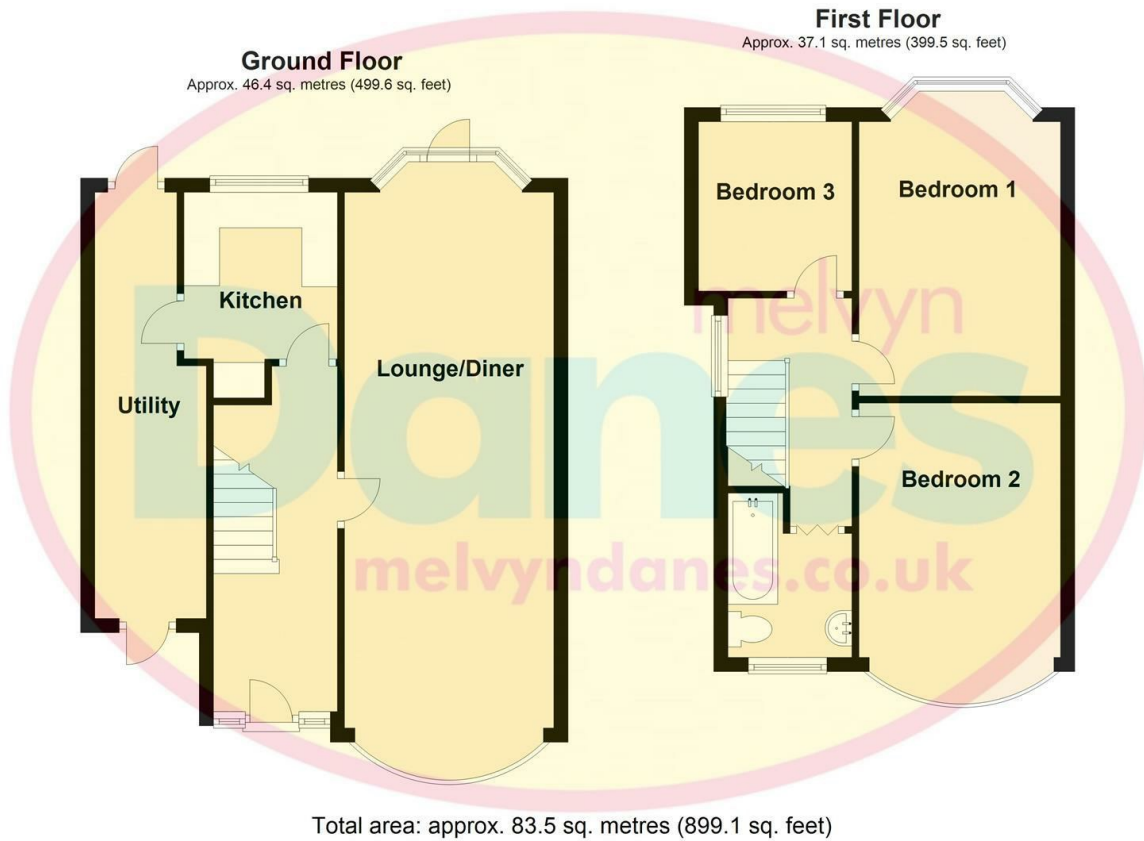 Ground Floor
Approx. 46.4 sq. metres (499.6 sq. feet)
Kitchen
Lounge/Diner
Utility
First Floor
Approx. 37.1 sq. metres (399.5 sq. feet)
Bedroom 3
Bedroom 1
Bedroom 2
melvyn
Danes
melvyndanes.co.uk
Total area: approx. 83.5 sq. metres (899.1 sq. feet)